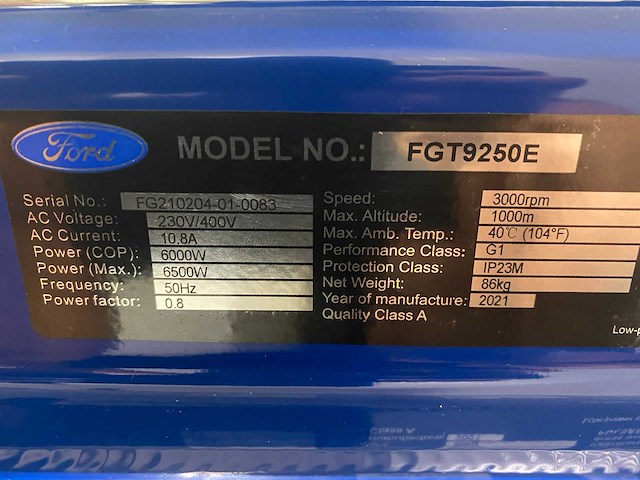 Ford MODEL NO.: FGT9250E
Serial No.: FG210204-01-0083
AC Voltage: 230V/400V
AC Current: 10.8A
Power (COP): 6000W
Power (Max.): 6500W
Frequency: 50Hz
Power factor: 0.8
Speed: 3000rpm
Max. Altitude: 1000m
Max. Amb. Temp.: 40℃ (104℉)
Performance Class: G1
Protection Class: IP23M
Net Weight: 86kg
Year of manufacture: 2021
Quality Class A
Low-p